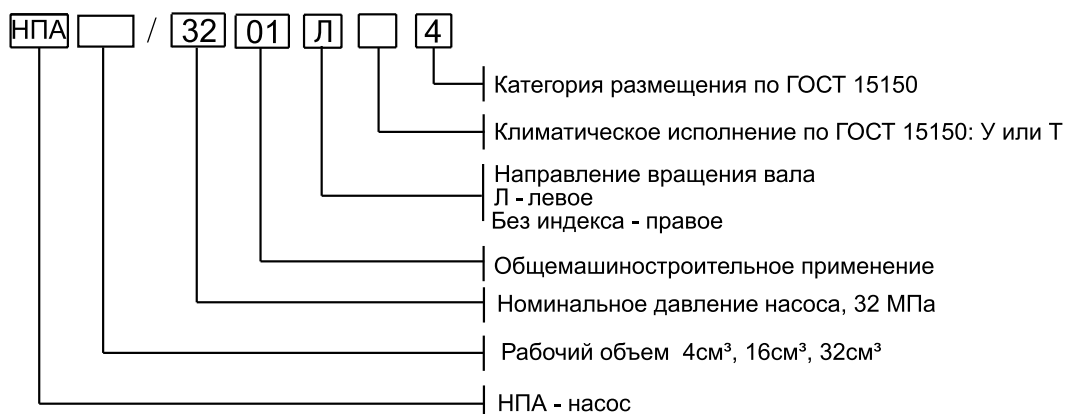 НПА / 32 01 Л 4
Категория размещения по ГОСТ 15150
Климатическое исполнение по ГОСТ 15150: У или Т
Направление вращения вала
Л - левое
Без индекса - правое
Общемашиностроительное применение
Номинальное давление насоса, 32 МПа
Рабочий объем 4см³, 16см³, 32см³
НПА - насос